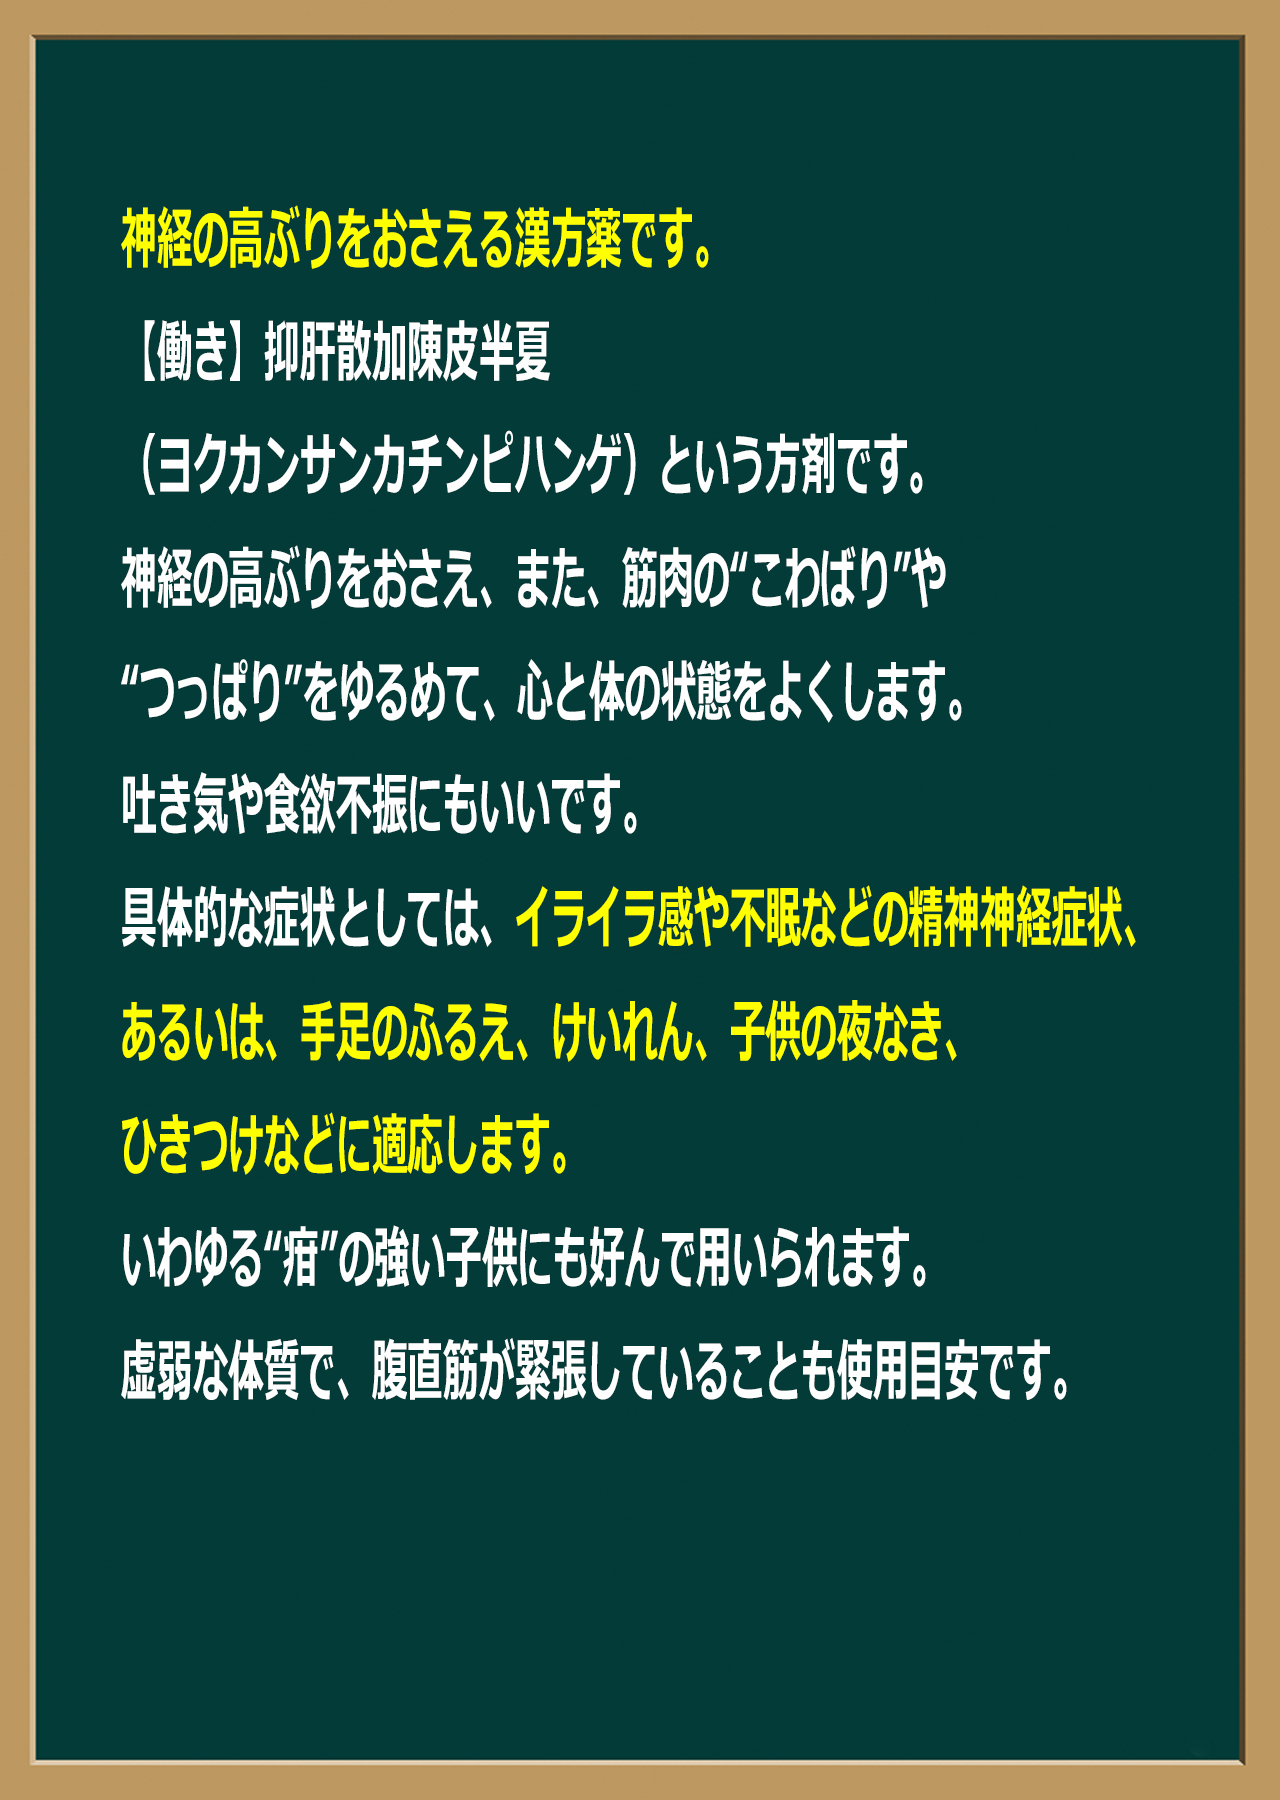 神経の高ぶりをおさえる漢方薬です。
【働き】抑肝散加陳皮半夏
（ヨクカンサンカチンピハンゲ）という方剤です。
神経の高ぶりをおさえ、また、筋肉の“こわばり”や
“つっぱり”をゆるめて、心と体の状態をよくします。
吐き気や食欲不振にもいいです。
具体的な症状としては、イライラ感や不眠などの精神神経症状、
あるいは、手足のふるえ、けいれん、子供の夜なき、
ひきつけなどに適応します。
いわゆる“疳”の強い子供にも好んで用いられます。
虚弱な体質で、腹直筋が緊張していることも使用目安です。